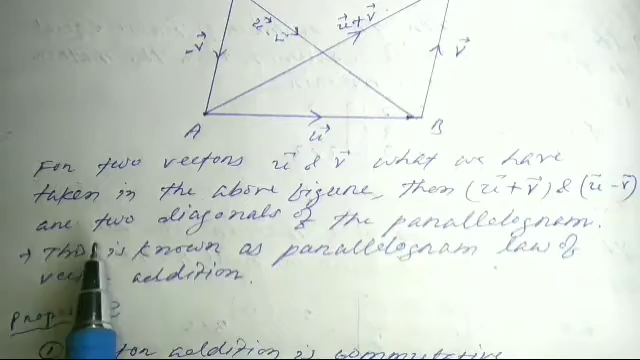 -v⃗
u⃗+v⃗
v⃗
A
u⃗
B
For two vectors u⃗ & v⃗ what we have
taken in the above figure, then (u⃗+v⃗) & (u⃗-v⃗)
are two diagonals of the parallelogram.
→ This is known as parallelogram law of
addition.
① addition is commutative